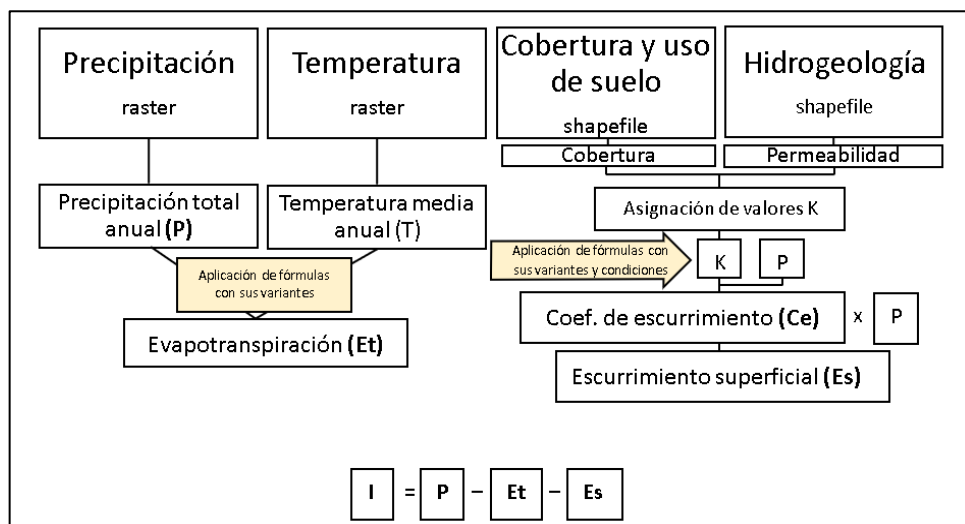 Precipitación
raster
Temperatura
raster
Cobertura y uso
de suelo
shapefile
Hidrogeología
shapefile
Cobertura
Permeabilidad
Precipitación total
anual (P)
Temperatura media
anual (T)
Asignación de valores K
Aplicación de fórmulas
con sus variantes
Aplicación de fórmulas con
sus variantes y condiciones
K
P
Evapotranspiración (Et)
Coef. de escurrimiento (Ce) x P
Escurrimiento superficial (Es)
I = P – Et – Es